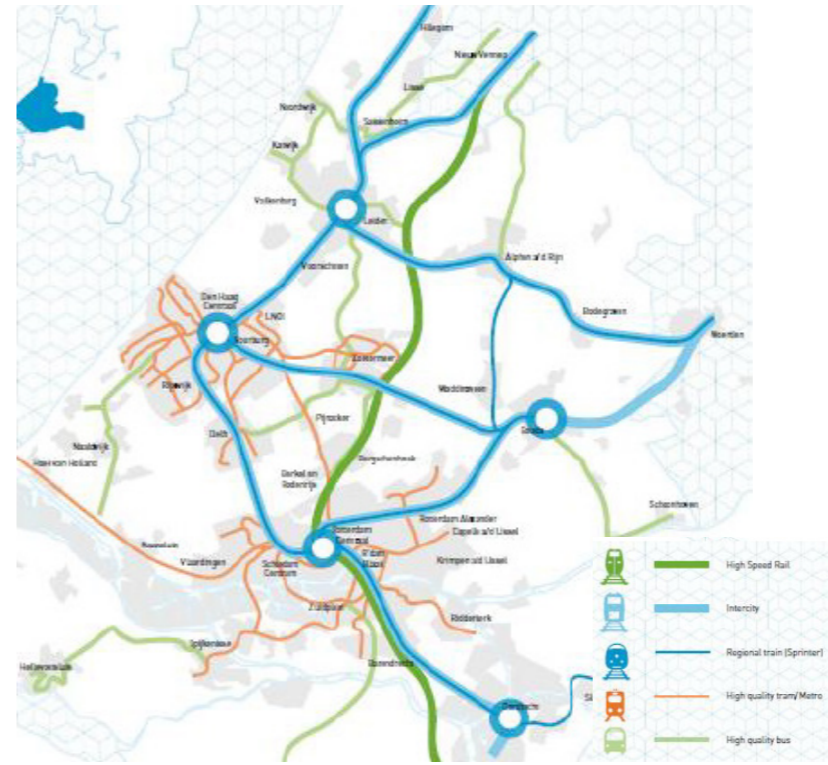 Hillegom
Nieuw Vennep
Lisse
Noordwijk
Sassenheim
Katwijk
Valkenburg
Leiden
Voorschoten
Alphen a/d Rijn
Den Haag
Centraal
LNOI
Voorburg
Bodegraven
Woerden
Zoetermeer
Rijswijk
Waddinxveen
Pijnacker
Gouda
Delft
Naaldwijk
Hoek van Holland
Bergschenhoek
Berkel en
Rodenrijs
Schoonhoven
Rotterdam Alexander
Rotterdam
Centraal
Capelle a/d IJssel
Vlaardingen
Schiedam
Centrum
R'dam
Blaak
Krimpen a/d IJssel
Zuidplein
Ridderkerk
Spijkenisse
Hellevoetsluis
Barendrecht
Dordrecht
High Speed Rail
Intercity
Regional train (Sprinter)
High quality tram/Metro
High quality bus